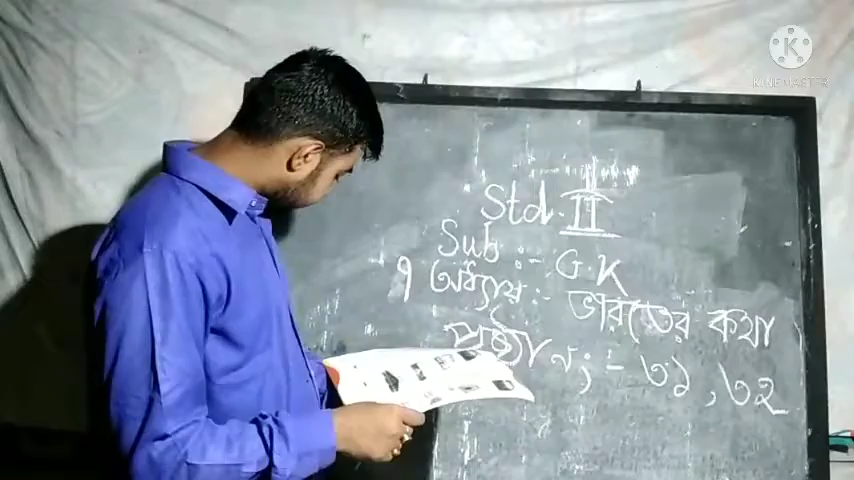 KINEMASTER
Std. II
Sub :- G.K
৭ অধ্যায় :- ভারতের কথা
পৃষ্ঠা নং :- ৩১, ৩২